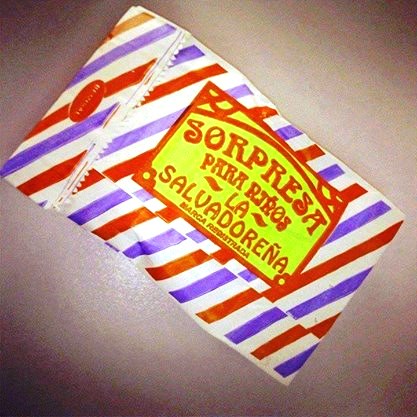 SORPRESA
PARA NIÑOS
LA
SALVADOREÑA
MARCA REGISTRADA